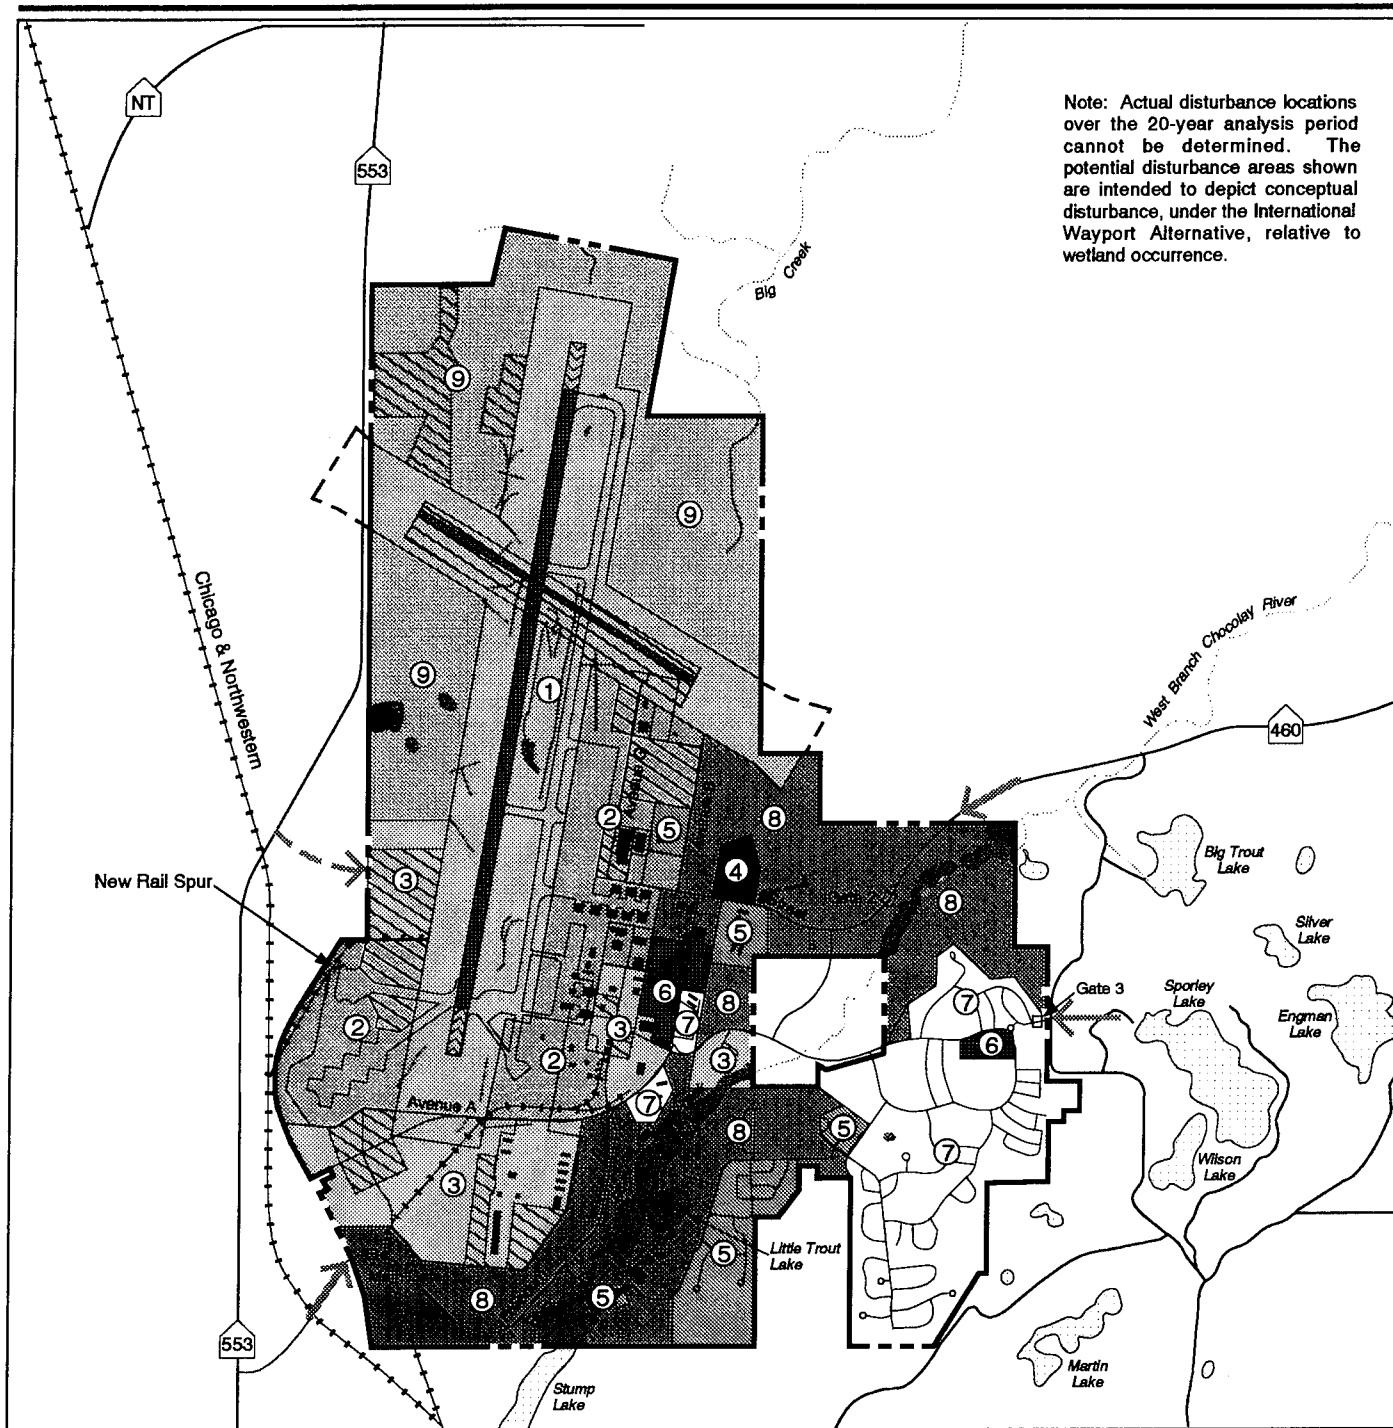 Note: Actual disturbance locations
over the 20-year analysis period
cannot be determined. The
potential disturbance areas shown
are intended to depict conceptual
disturbance, under the International
Wayport Alternative, relative to
wetland occurrence.
NT
553
Big Creek
9
9
Chicago & Northwestern
West Branch Chocolay River
9
1
460
2
5
8
4
Big Trout
Lake
New Rail Spur
3
8
5
Silver
Lake
6
8
7
Gate 3
Sporley
Lake
Engman
Lake
2
7
3
2
3
6
Avenue A
7
8
5
7
Wilson
Lake
3
5
Little Trout
Lake
8
5
553
Stump
Lake
Martin
Lake